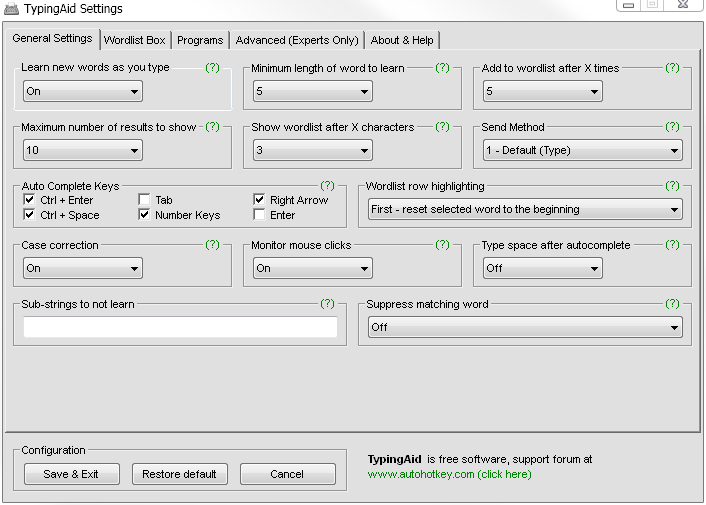 TypingAid Settings
General Settings Wordlist Box Programs Advanced (Experts Only) About & Help
Learn new words as you type (?) Minimum length of word to learn (?) Add to wordlist after X times (?)
On 5 5
Maximum number of results to show (?) Show wordlist after X characters (?) Send Method (?)
10 3 1 - Default (Type)
Auto Complete Keys (?) Wordlist row highlighting (?)
Ctrl + Enter Tab Right Arrow
Ctrl + Space Number Keys Enter
First - reset selected word to the beginning
Case correction (?) Monitor mouse clicks (?) Type space after autocomplete (?)
On On Off
Sub-strings to not learn (?) Suppress matching word (?)
Off
Configuration
Save & Exit Restore default Cancel
TypingAid is free software, support forum at
www.autohotkey.com (click here)